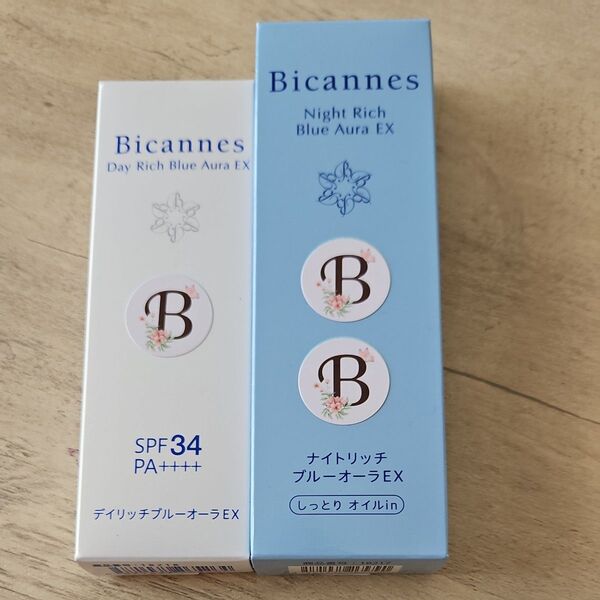 Bicannes
Day Rich Blue Aura EX
B
SPF34
PA++++
デイリッチブルーオーラEX
Bicannes
Night Rich
Blue Aura EX
B
B
ナイトリッチ
ブルーオーラEX
しっとり オイルin